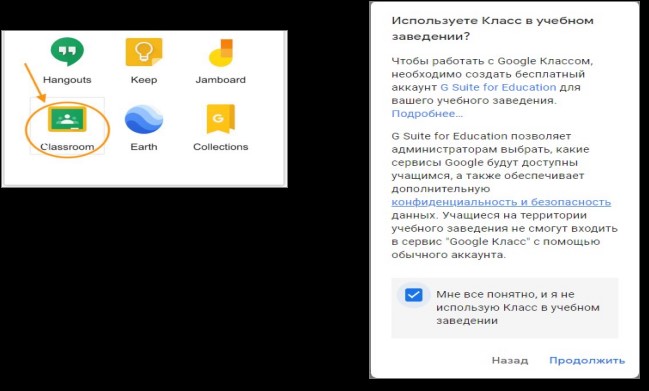 Hangouts Keep Jamboard
Classroom Earth Collections
Используете Класс в учебном
заведении?
Чтобы работать с Google Классом,
необходимо создать бесплатный
аккаунт G Suite for Education для
вашего учебного заведения.
Подробнее...
G Suite for Education позволяет
администраторам выбрать, какие
сервисы Google будут доступны
учащимся, а также обеспечивает
дополнительную
конфиденциальность и безопасность
данных. Учащиеся на территории
учебного заведения не смогут входить
в сервис "Google Класс" с помощью
обычного аккаунта.
Мне все понятно, и я не
использую Класс в учебном
заведении
Назад Продолжить